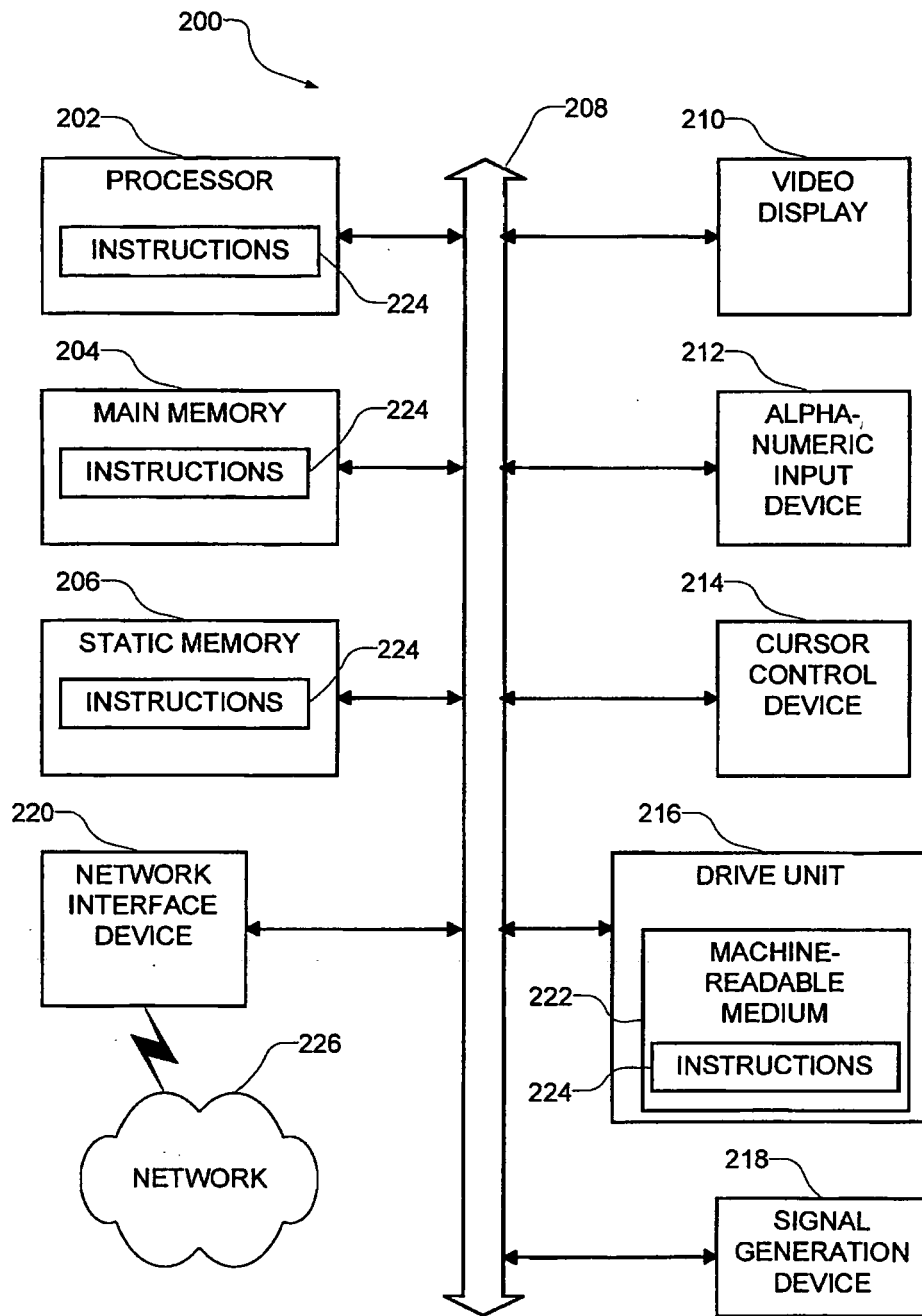 200
202
PROCESSOR
INSTRUCTIONS
224
204
MAIN MEMORY
224
INSTRUCTIONS
206
STATIC MEMORY
224
INSTRUCTIONS
220
NETWORK
INTERFACE
DEVICE
226
NETWORK
208
210
VIDEO
DISPLAY
212
ALPHA-
NUMERIC
INPUT
DEVICE
214
CURSOR
CONTROL
DEVICE
216
DRIVE UNIT
MACHINE-
READABLE
MEDIUM
222
INSTRUCTIONS
224
218
SIGNAL
GENERATION
DEVICE